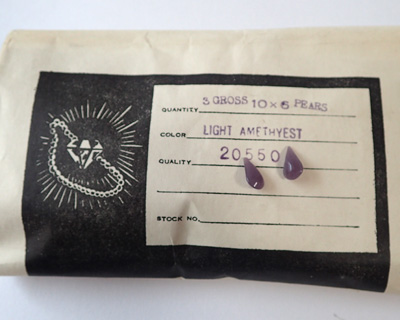 QUANTITY 3 GROSS 10 x 6 PEARS
COLOR LIGHT AMETHYEST
QUALITY 20550
STOCK NO.